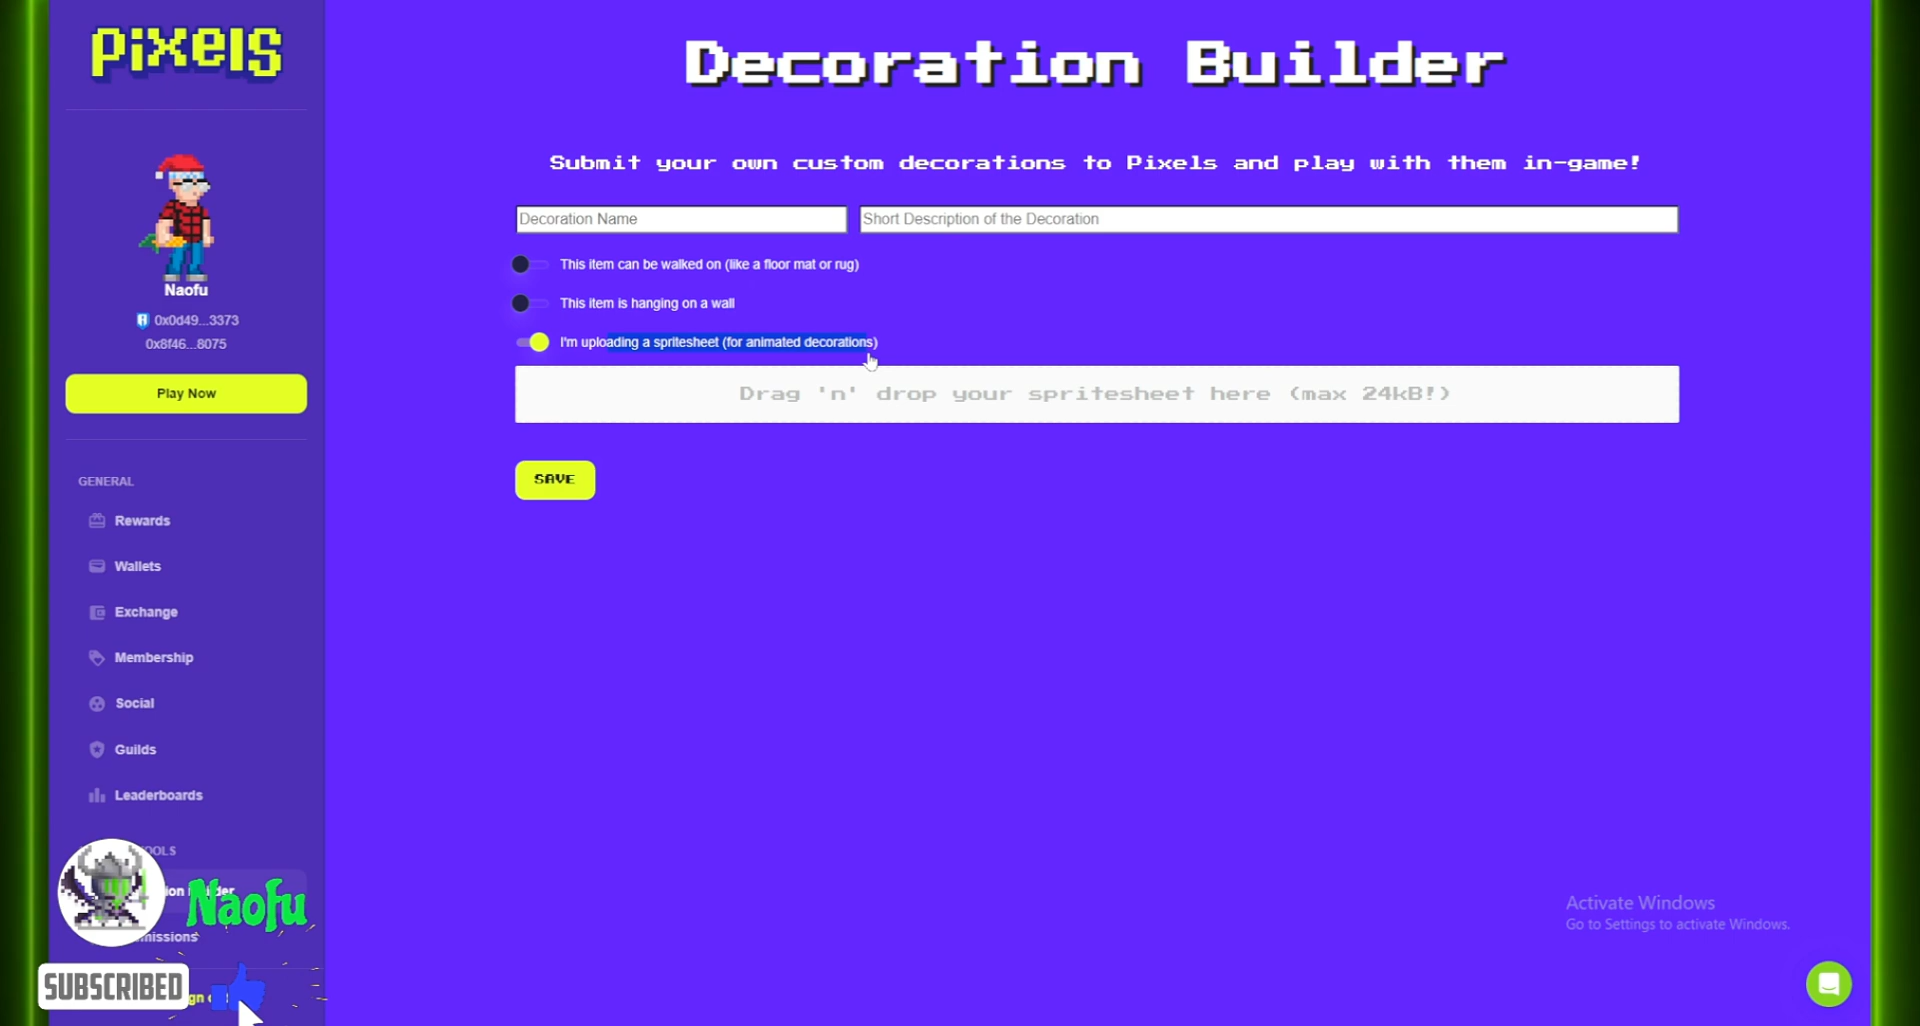 pixels
Naofu
0x0d49...3373
0x8f46...8075
Play Now
GENERAL
Rewards
Wallets
Exchange
Membership
Social
Guilds
Leaderboards
Naofu
SUBSCRIBED
Decoration Builder
Submit your own custom decorations to Pixels and play with them in-game!
Decoration Name
Short Description of the Decoration
This item can be walked on (like a floor mat or rug)
This item is hanging on a wall
I'm uploading a spritesheet (for animated decorations)
Drag 'n' drop your spritesheet here (max 24kB!)
SAVE
Activate Windows
Go to Settings to activate Windows.